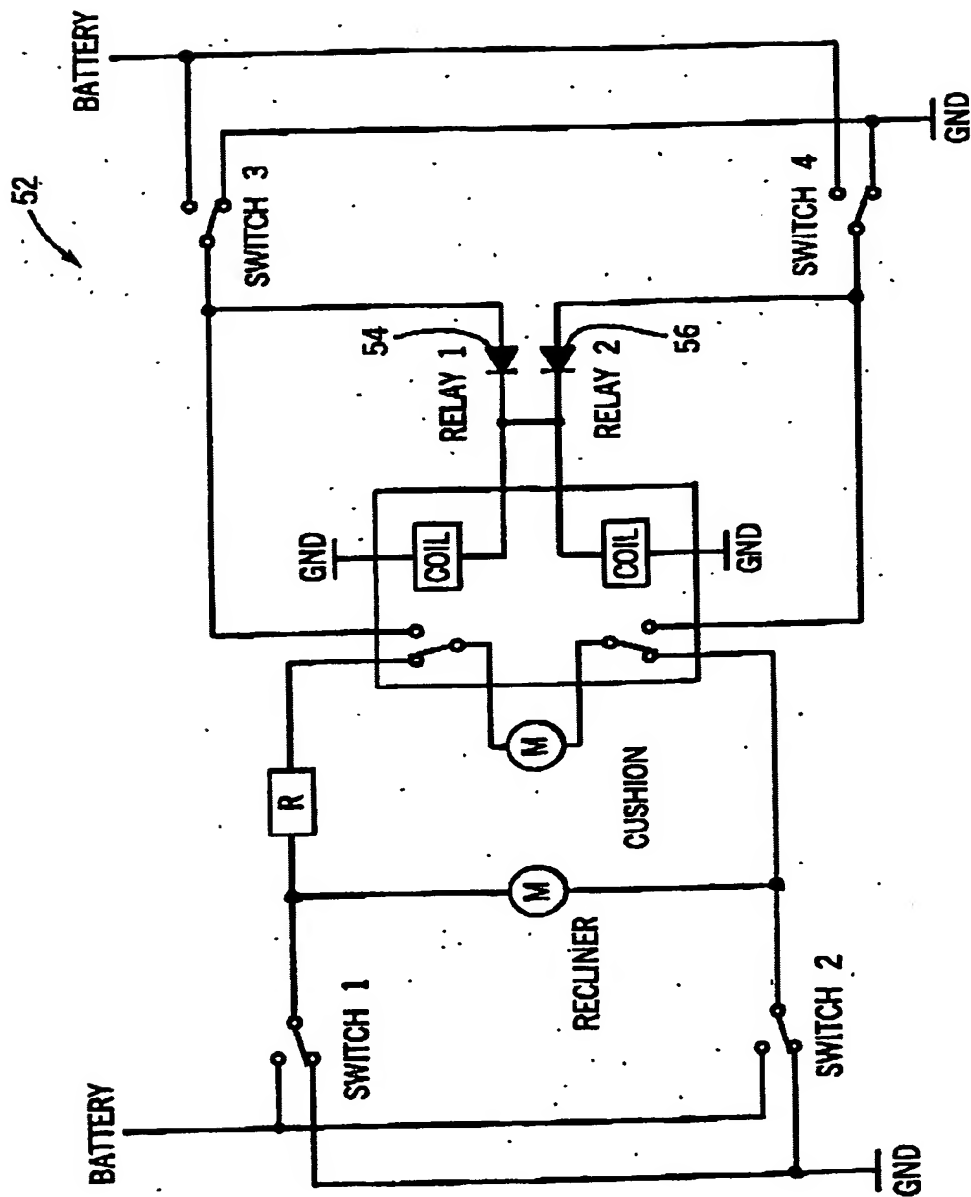 52
BATTERY
BATTERY
SWITCH 3
SWITCH 4
GND
54
RELAY 1
RELAY 2
56
GND
COIL
COIL
GND
R
M
CUSHION
M
RECLINER
SWITCH 1
SWITCH 2
GND